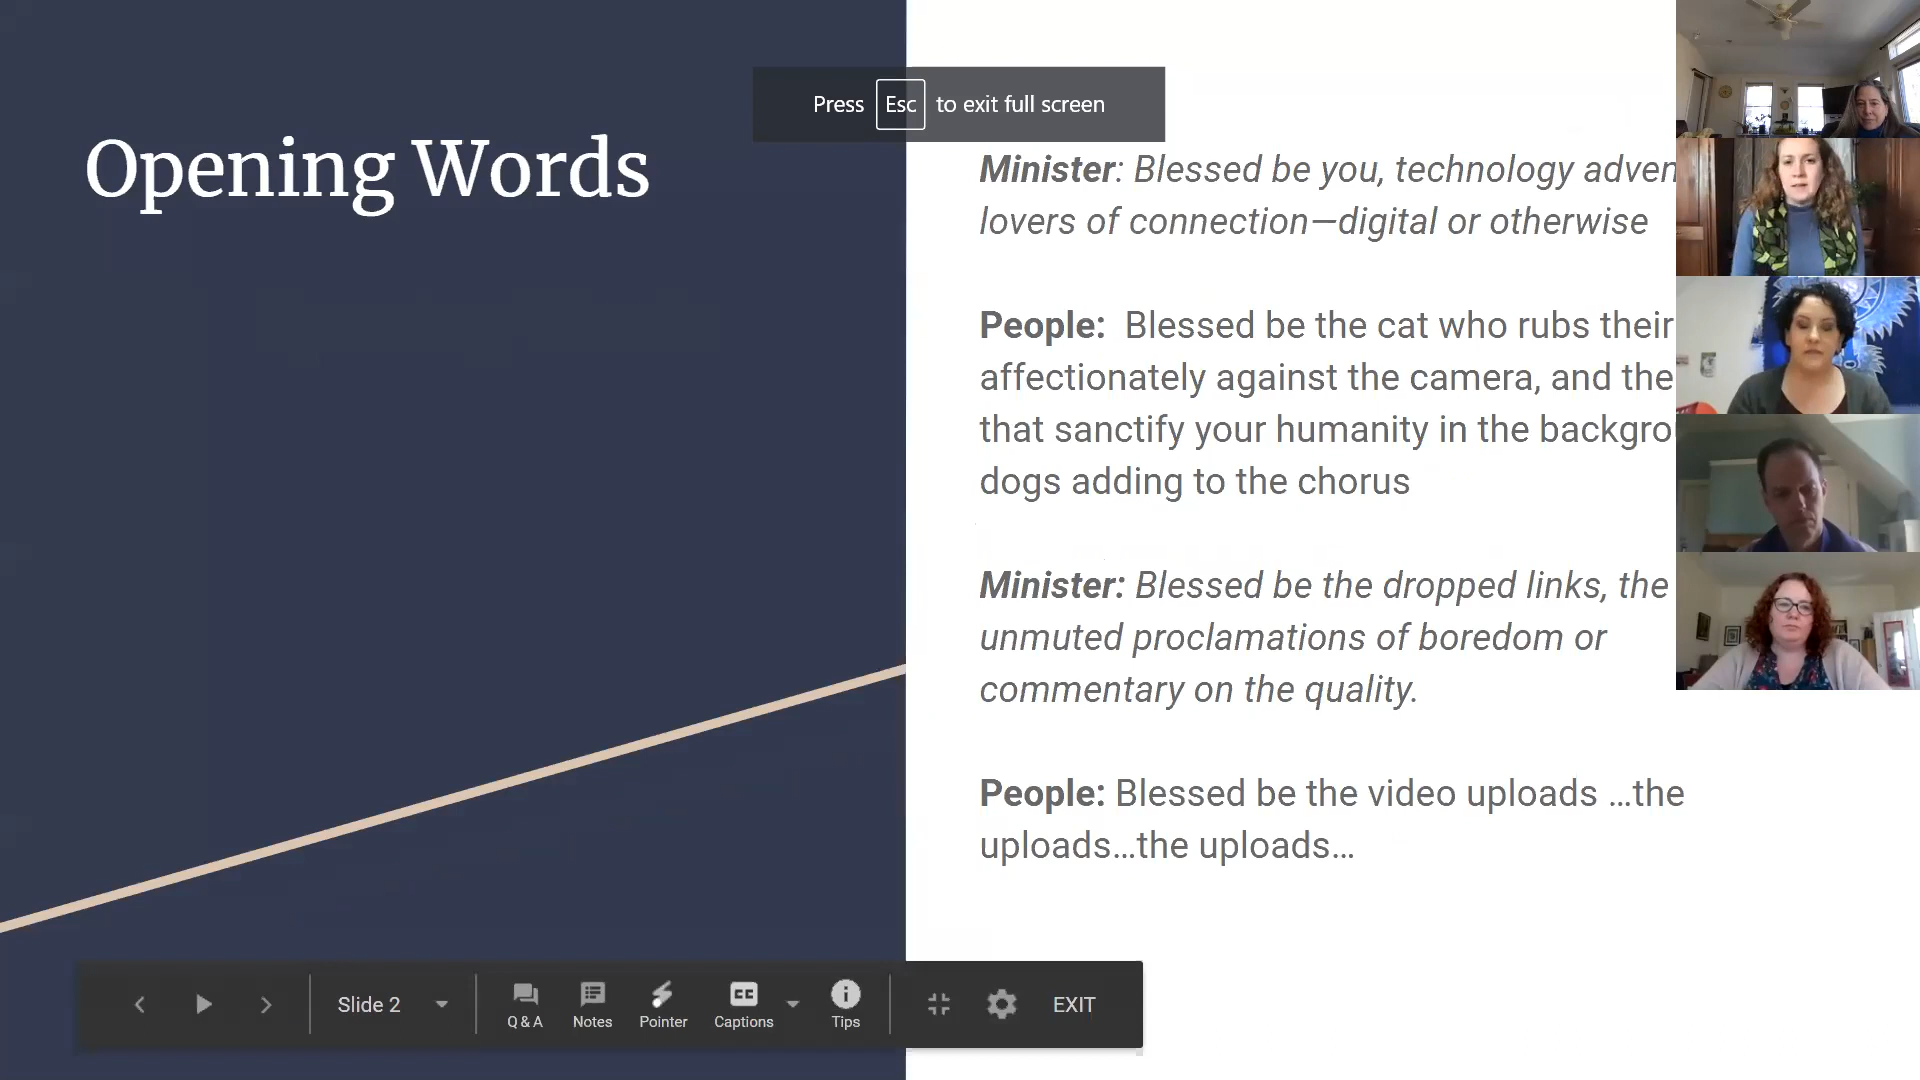 Opening Words
Press Esc to exit full screen
Minister: Blessed be you, technology
lovers of connection—digital or otherwise
People: Blessed be the cat who rubs their
affectionately against the camera, and the
that sanctify your humanity in the
dogs adding to the chorus
Minister: Blessed be the dropped links, the
unmuted proclamations of boredom or
commentary on the quality.
People: Blessed be the video uploads …the
uploads…the uploads…
Slide 2
Q & A
Notes
Pointer
CC
Captions
Tips
EXIT